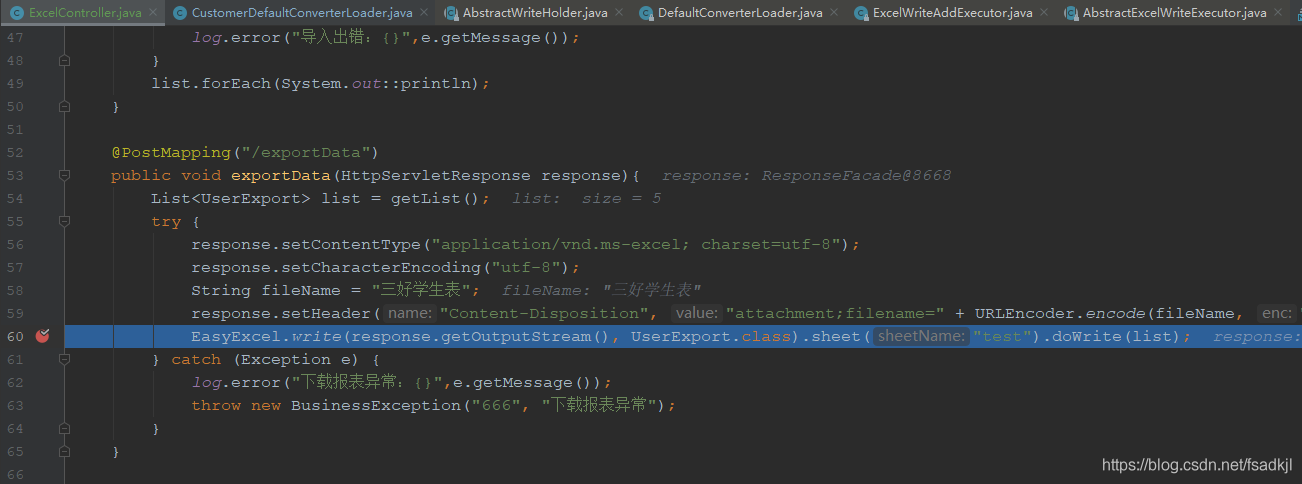 ExcelController.java × CustomerDefaultConverterLoader.java × AbstractWriteHolder.java × DefaultConverterLoader.java × ExcelWriteAddExecutor.java × AbstractExcelWriteExecutor.java ×
47 log.error("导入出错：{}",e.getMessage());
48 }
49 list.forEach(System.out::println);
50 }
51
52 @PostMapping("/exportData")
53 public void exportData(HttpServletResponse response){ response: ResponseFacade@8668
54 List<UserExport> list = getList(); list: size = 5
55 try {
56 response.setContentType("application/vnd.ms-excel; charset=utf-8");
57 response.setCharacterEncoding("utf-8");
58 String fileName = "三好学生表"; fileName: "三好学生表"
59 response.setHeader( name: "Content-Disposition", value: "attachment;filename=" + URLEncoder.encode(fileName, enc:
60 EasyExcel.write(response.getOutputStream(), UserExport.class).sheet( sheetName: "test").doWrite(list); response:
61 } catch (Exception e) {
62 log.error("下载报表异常：{}",e.getMessage());
63 throw new BusinessException("666", "下载报表异常");
64 }
65 }
66
https://blog.csdn.net/fsadkjl